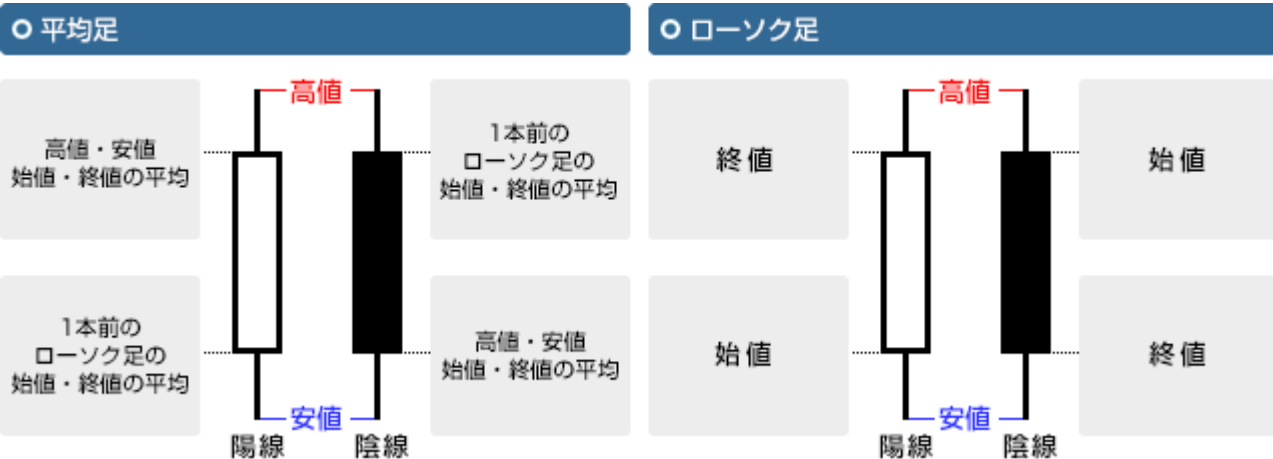 平均足
高値
高値・安値
始値・終値の平均
1本前の
ローソク足の
始値・終値の平均
1本前の
ローソク足の
始値・終値の平均
高値・安値
始値・終値の平均
安値
陽線
陰線
ローソク足
高値
終値
始値
始値
終値
安値
陽線
陰線